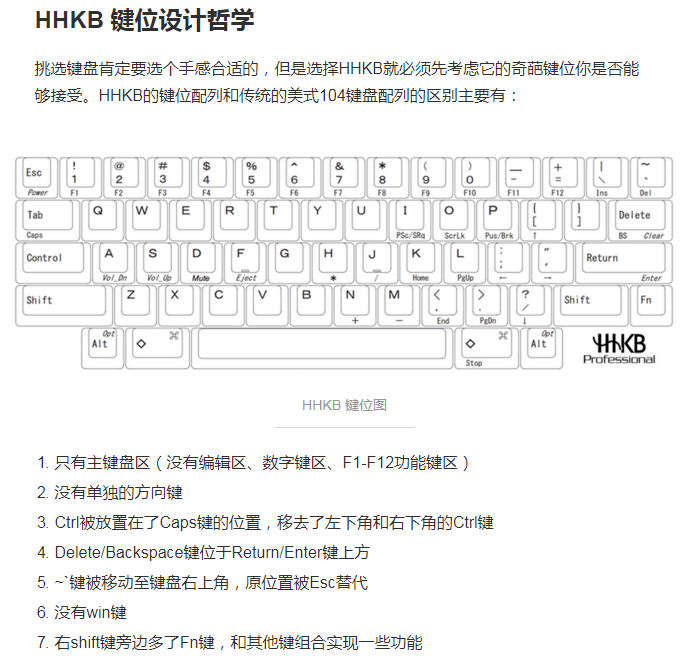 HHKB 键位设计哲学
挑选键盘肯定要选个手感合适的，但是选择HHKB就必须先考虑它的奇葩键位你是否能
够接受。HHKB的键位配列和传统的美式104键盘配列的区别主要有：
Esc ! 1 @ 2 # 3 $ 4 % 5 ^ 6 & 7 * 8 ( 9 ) 0 — - + = | \ ~ `
Power F1 F2 F3 F4 F5 F6 F7 F8 F9 F10 F11 F12 Ins Del
Tab Q W E R T Y U I O P { [ } ] Delete
Caps PSc/SRq ScrLk Pus/Brk ↑ BS Clear
Control A S D F G H J K L : ; " ' Return
Vol_Dn Vol_Up Mute Eject * / Home PgUp ← → Enter
Shift Z X C V B N M < , > . ? / Shift Fn
+ − End PgDn ↓
Opt Alt ◇ ⌘ ◇ ⌘ Stop Opt Alt HHKB
Professional
HHKB 键位图
1. 只有主键盘区（没有编辑区、数字键区、F1-F12功能键区）
2. 没有单独的方向键
3. Ctrl被放置在了Caps键的位置，移去了左下角和右下角的Ctrl键
4. Delete/Backspace键位于Return/Enter键上方
5. ~`键被移动至键盘右上角，原位置被Esc替代
6. 没有win键
7. 右shift键旁边多了Fn键，和其他键组合实现一些功能